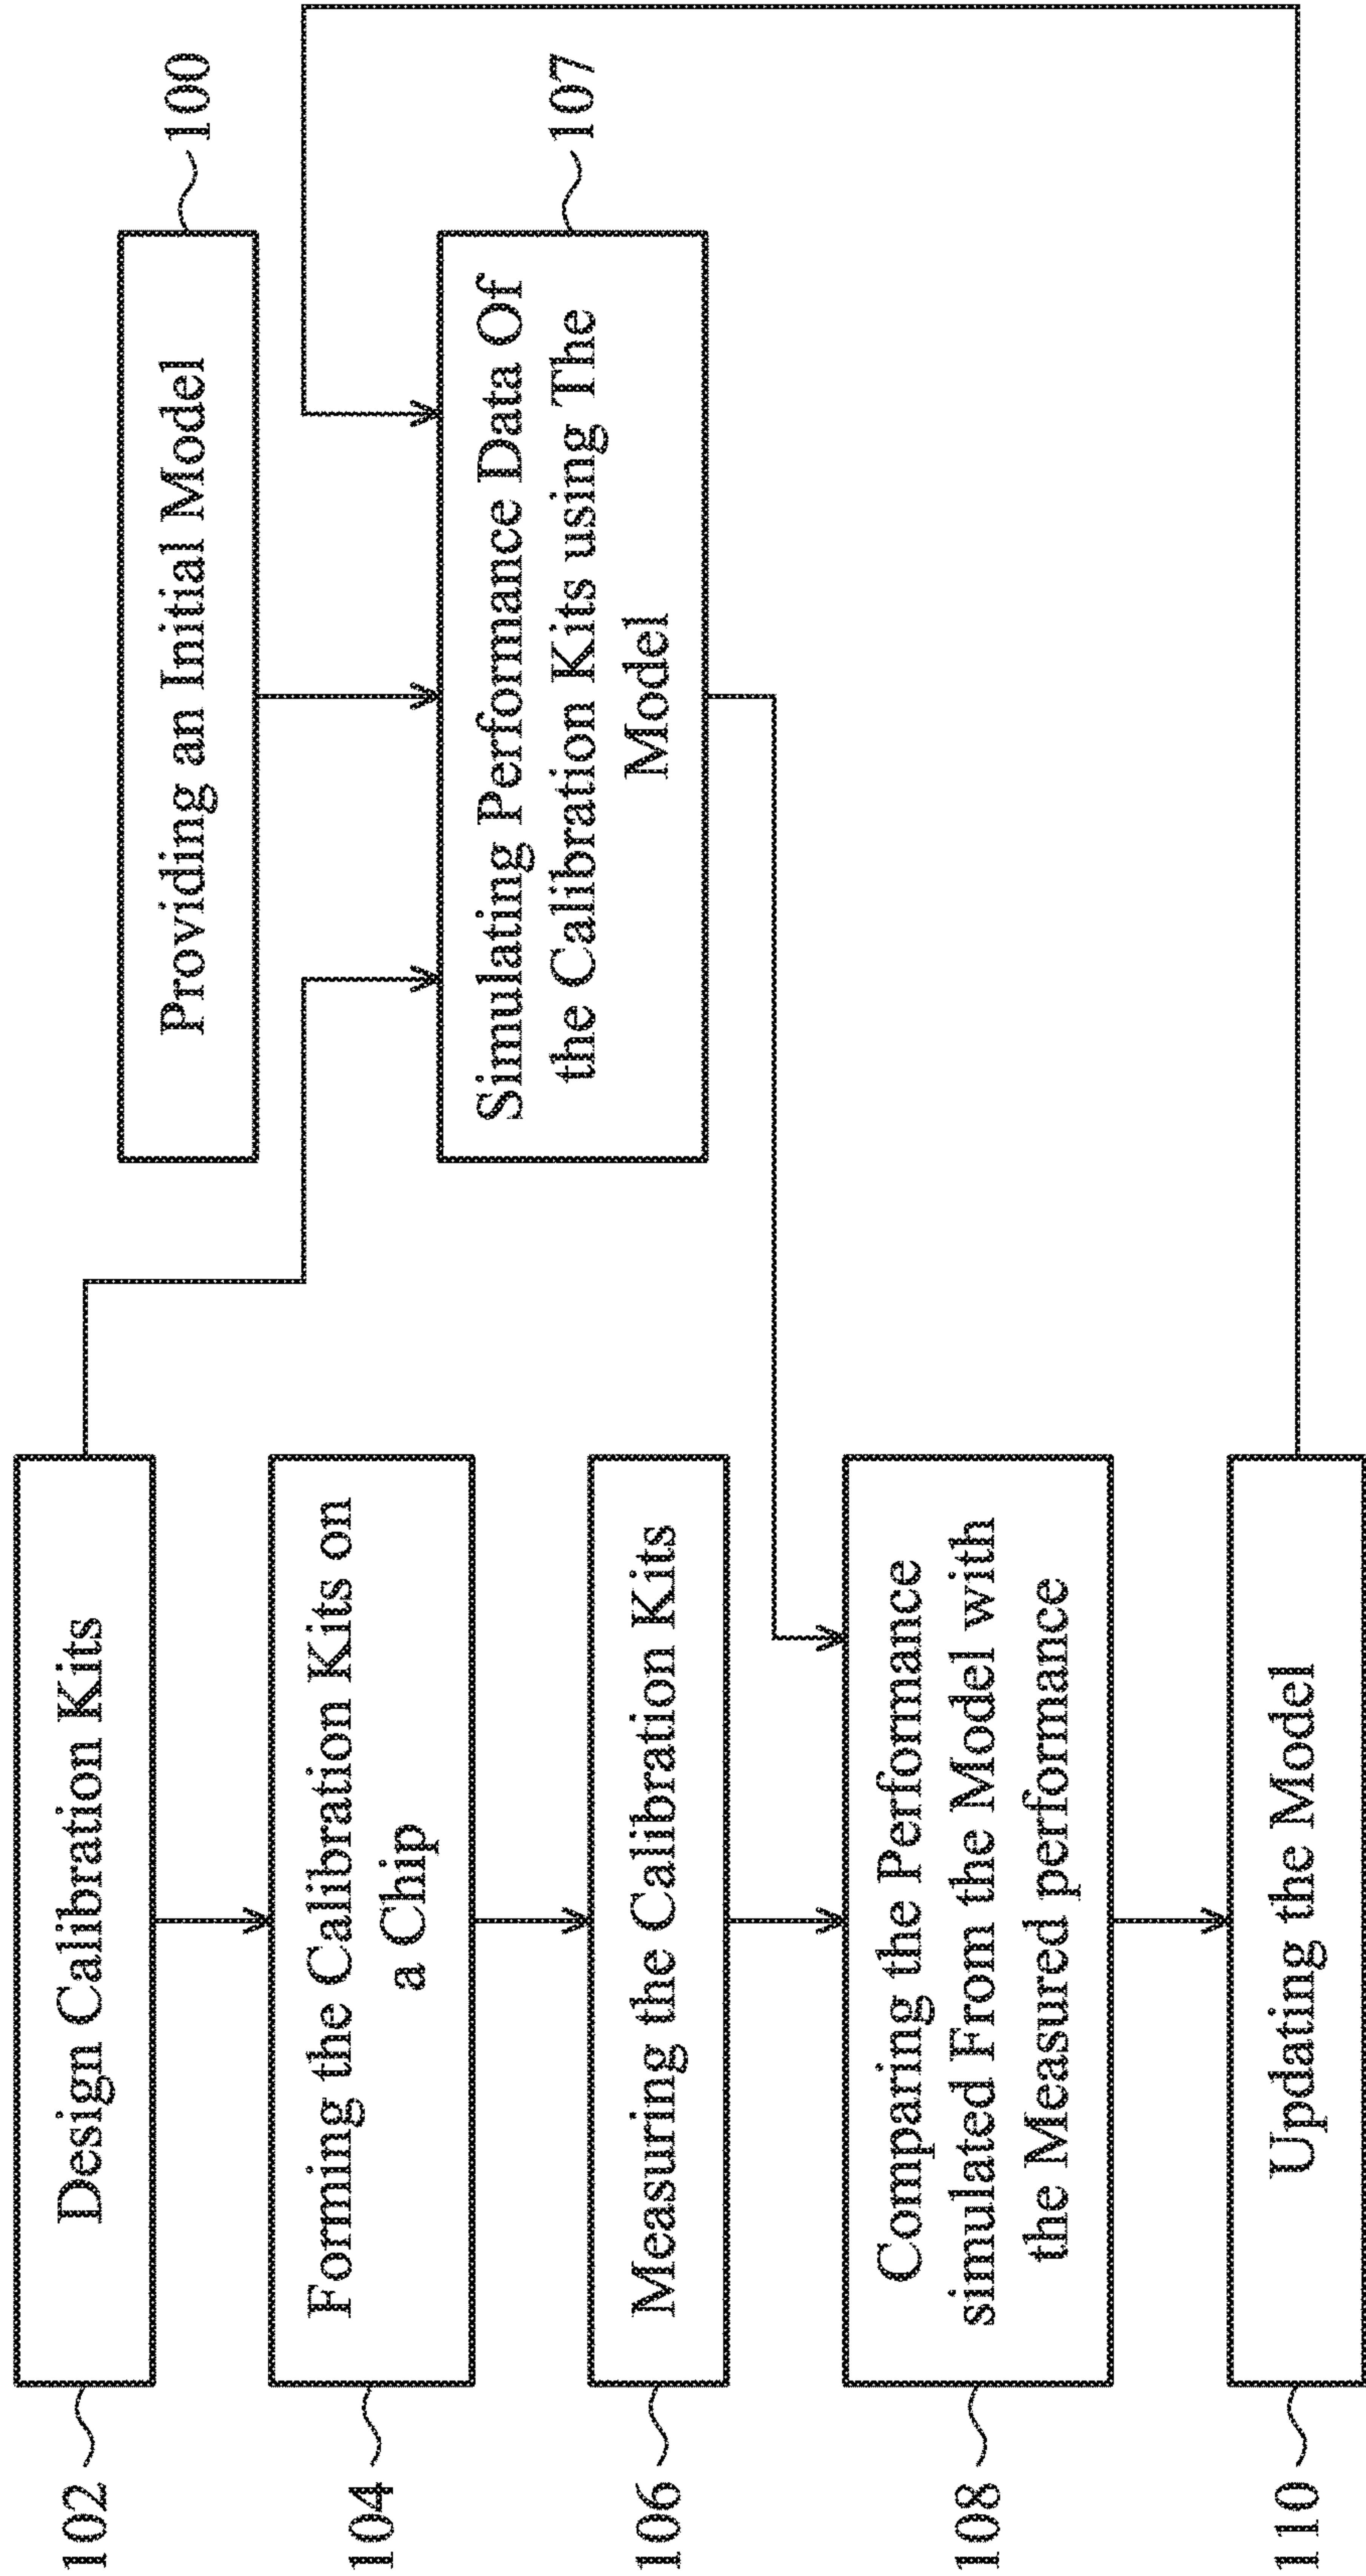 102
Design Calibration Kits
104
Forming the Calibration Kits on
a Chip
106
Measuring the Calibration Kits
108
Comparing the Performance
simulated From the Model with
the Measured performance
110
Updating the Model
Providing an Initial Model
100
Simulating Performance Data Of
the Calibration Kits using The
Model
107